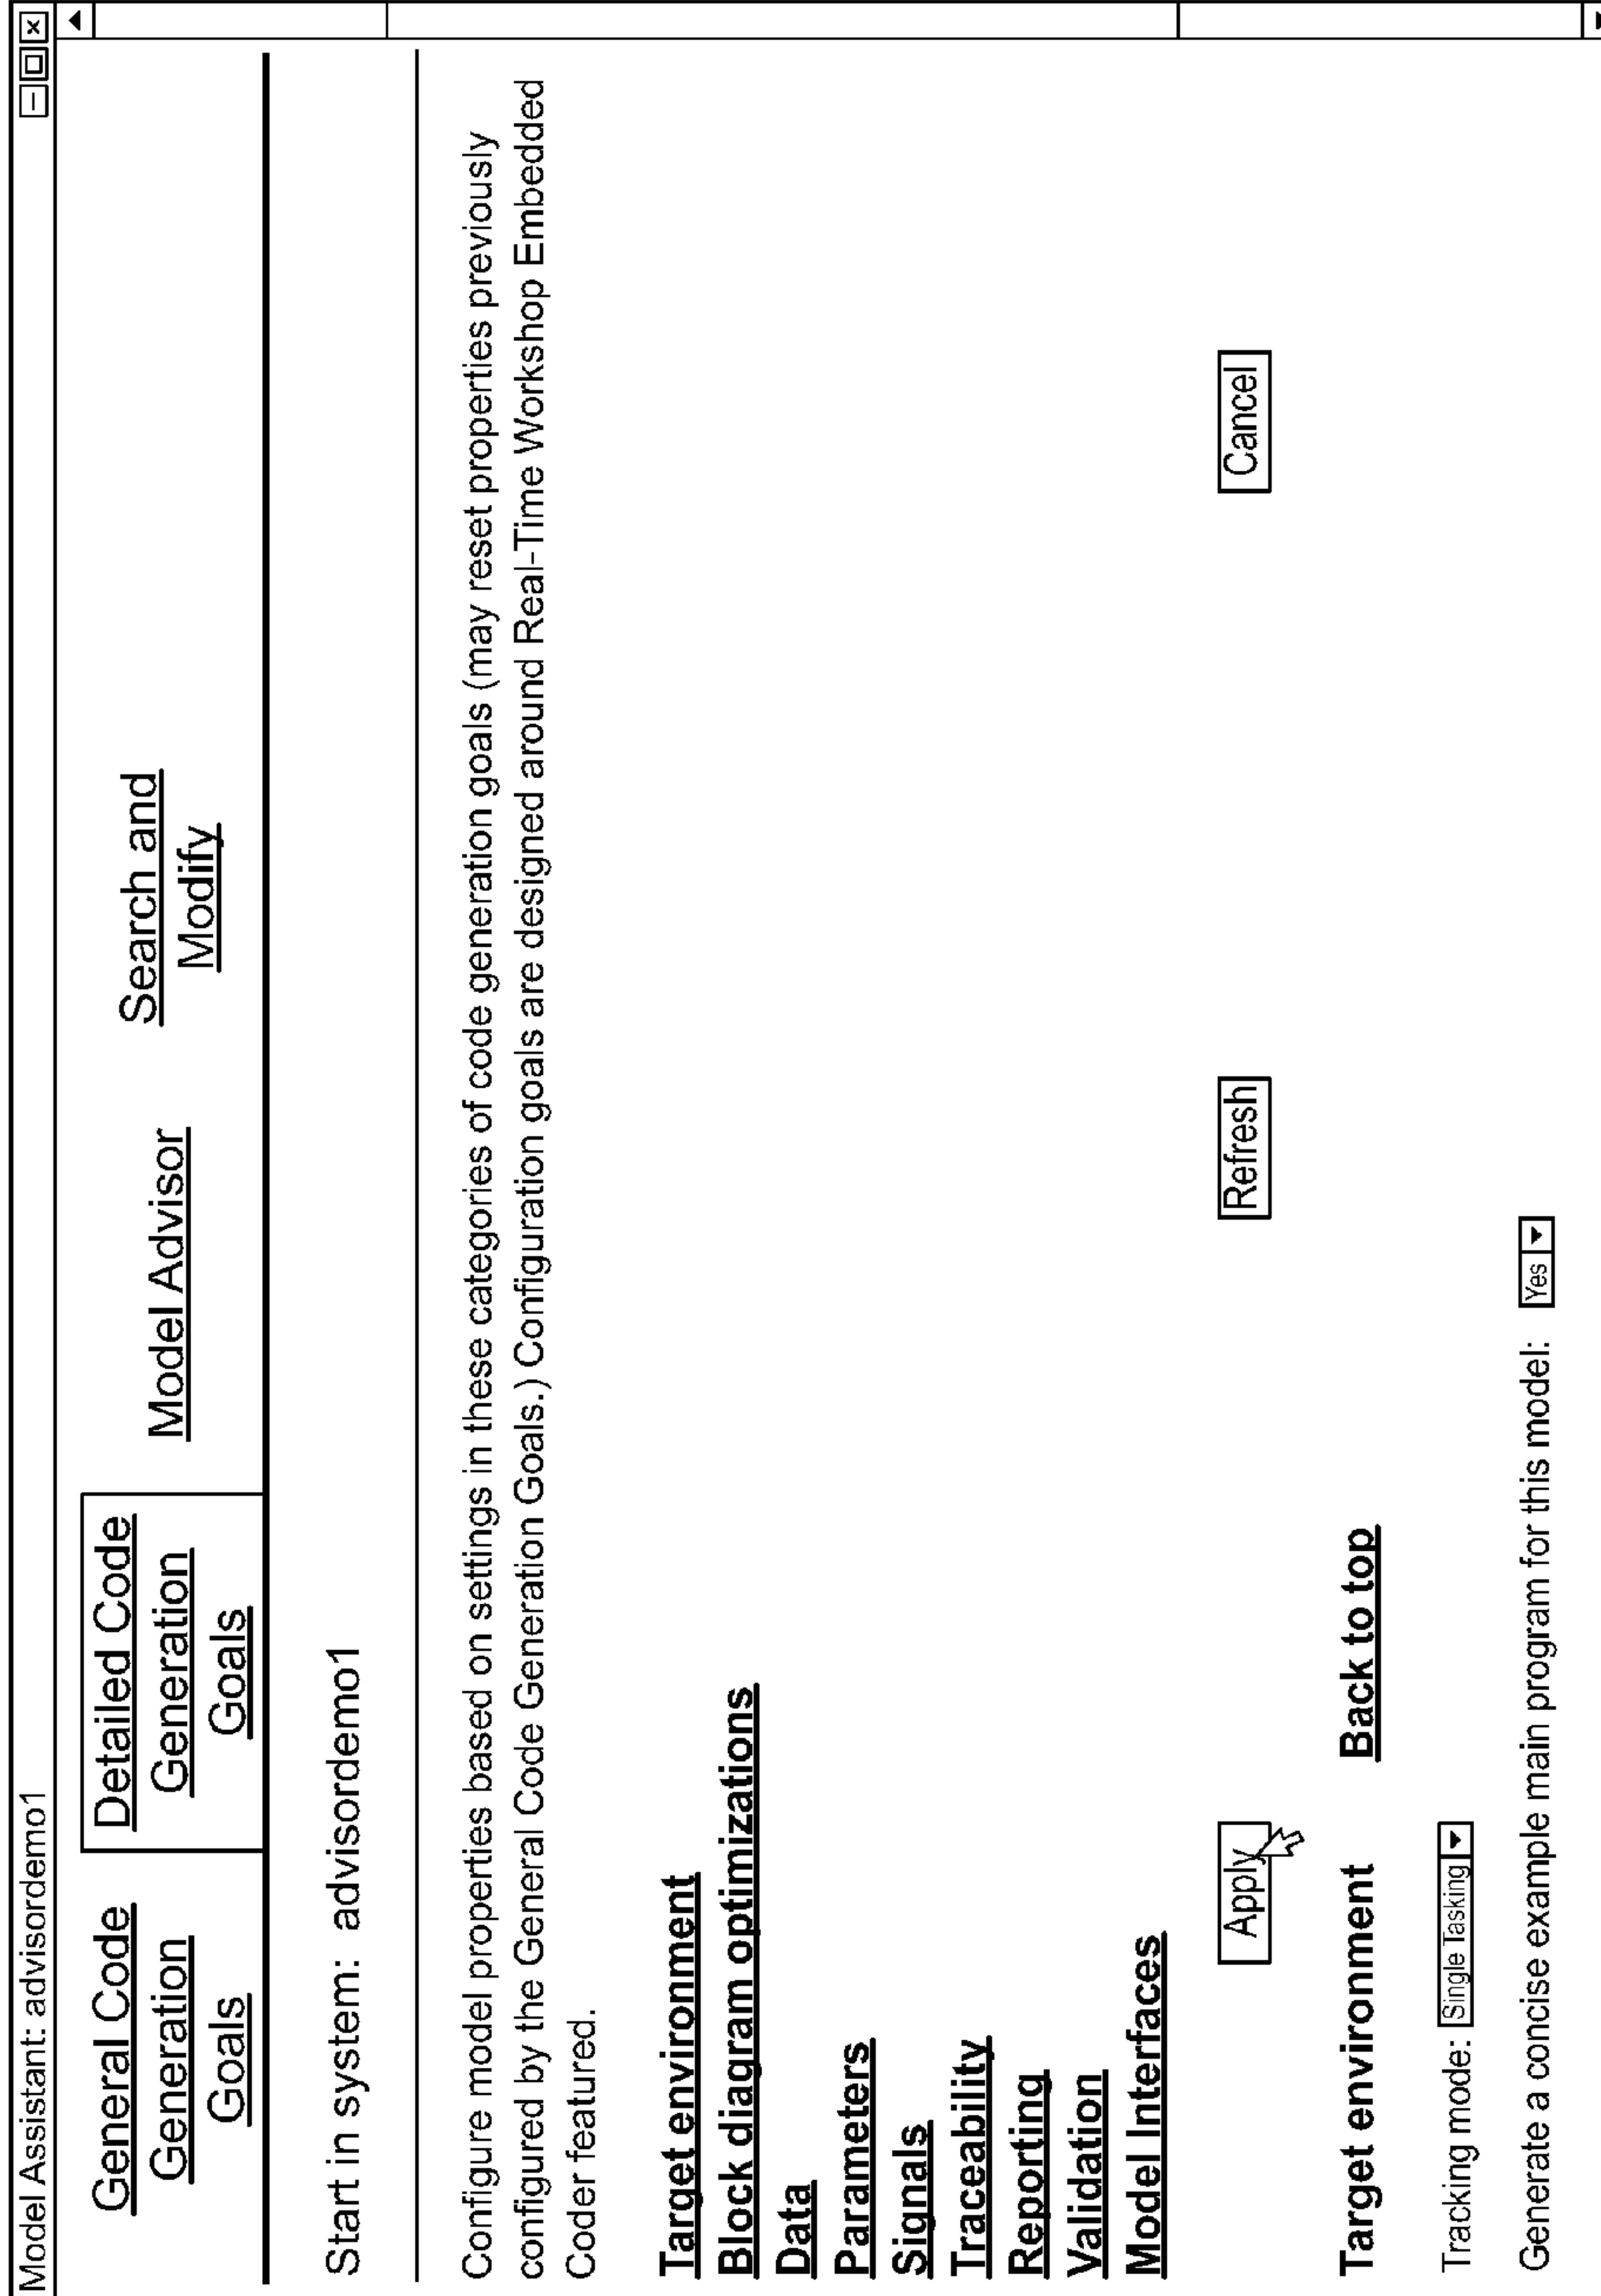 Model Assistant: advisordemo1
General Code
Generation
Goals
Detailed Code
Generation
Goals
Model Advisor
Search and
Modify
Start in system: advisordemo1
Configure model properties based on settings in these categories of code generation goals (may reset properties previously
configured by the General Code Generation Goals.) Configuration goals are designed around Real-Time Workshop Embedded
Coder featured.
Target environment
Block diagram optimizations
Data
Parameters
Signals
Traceability
Reporting
Validation
Model Interfaces
Apply Refresh Cancel
Target environment Back to top
Tracking mode: Single Tasking
Generate a concise example main program for this model: Yes